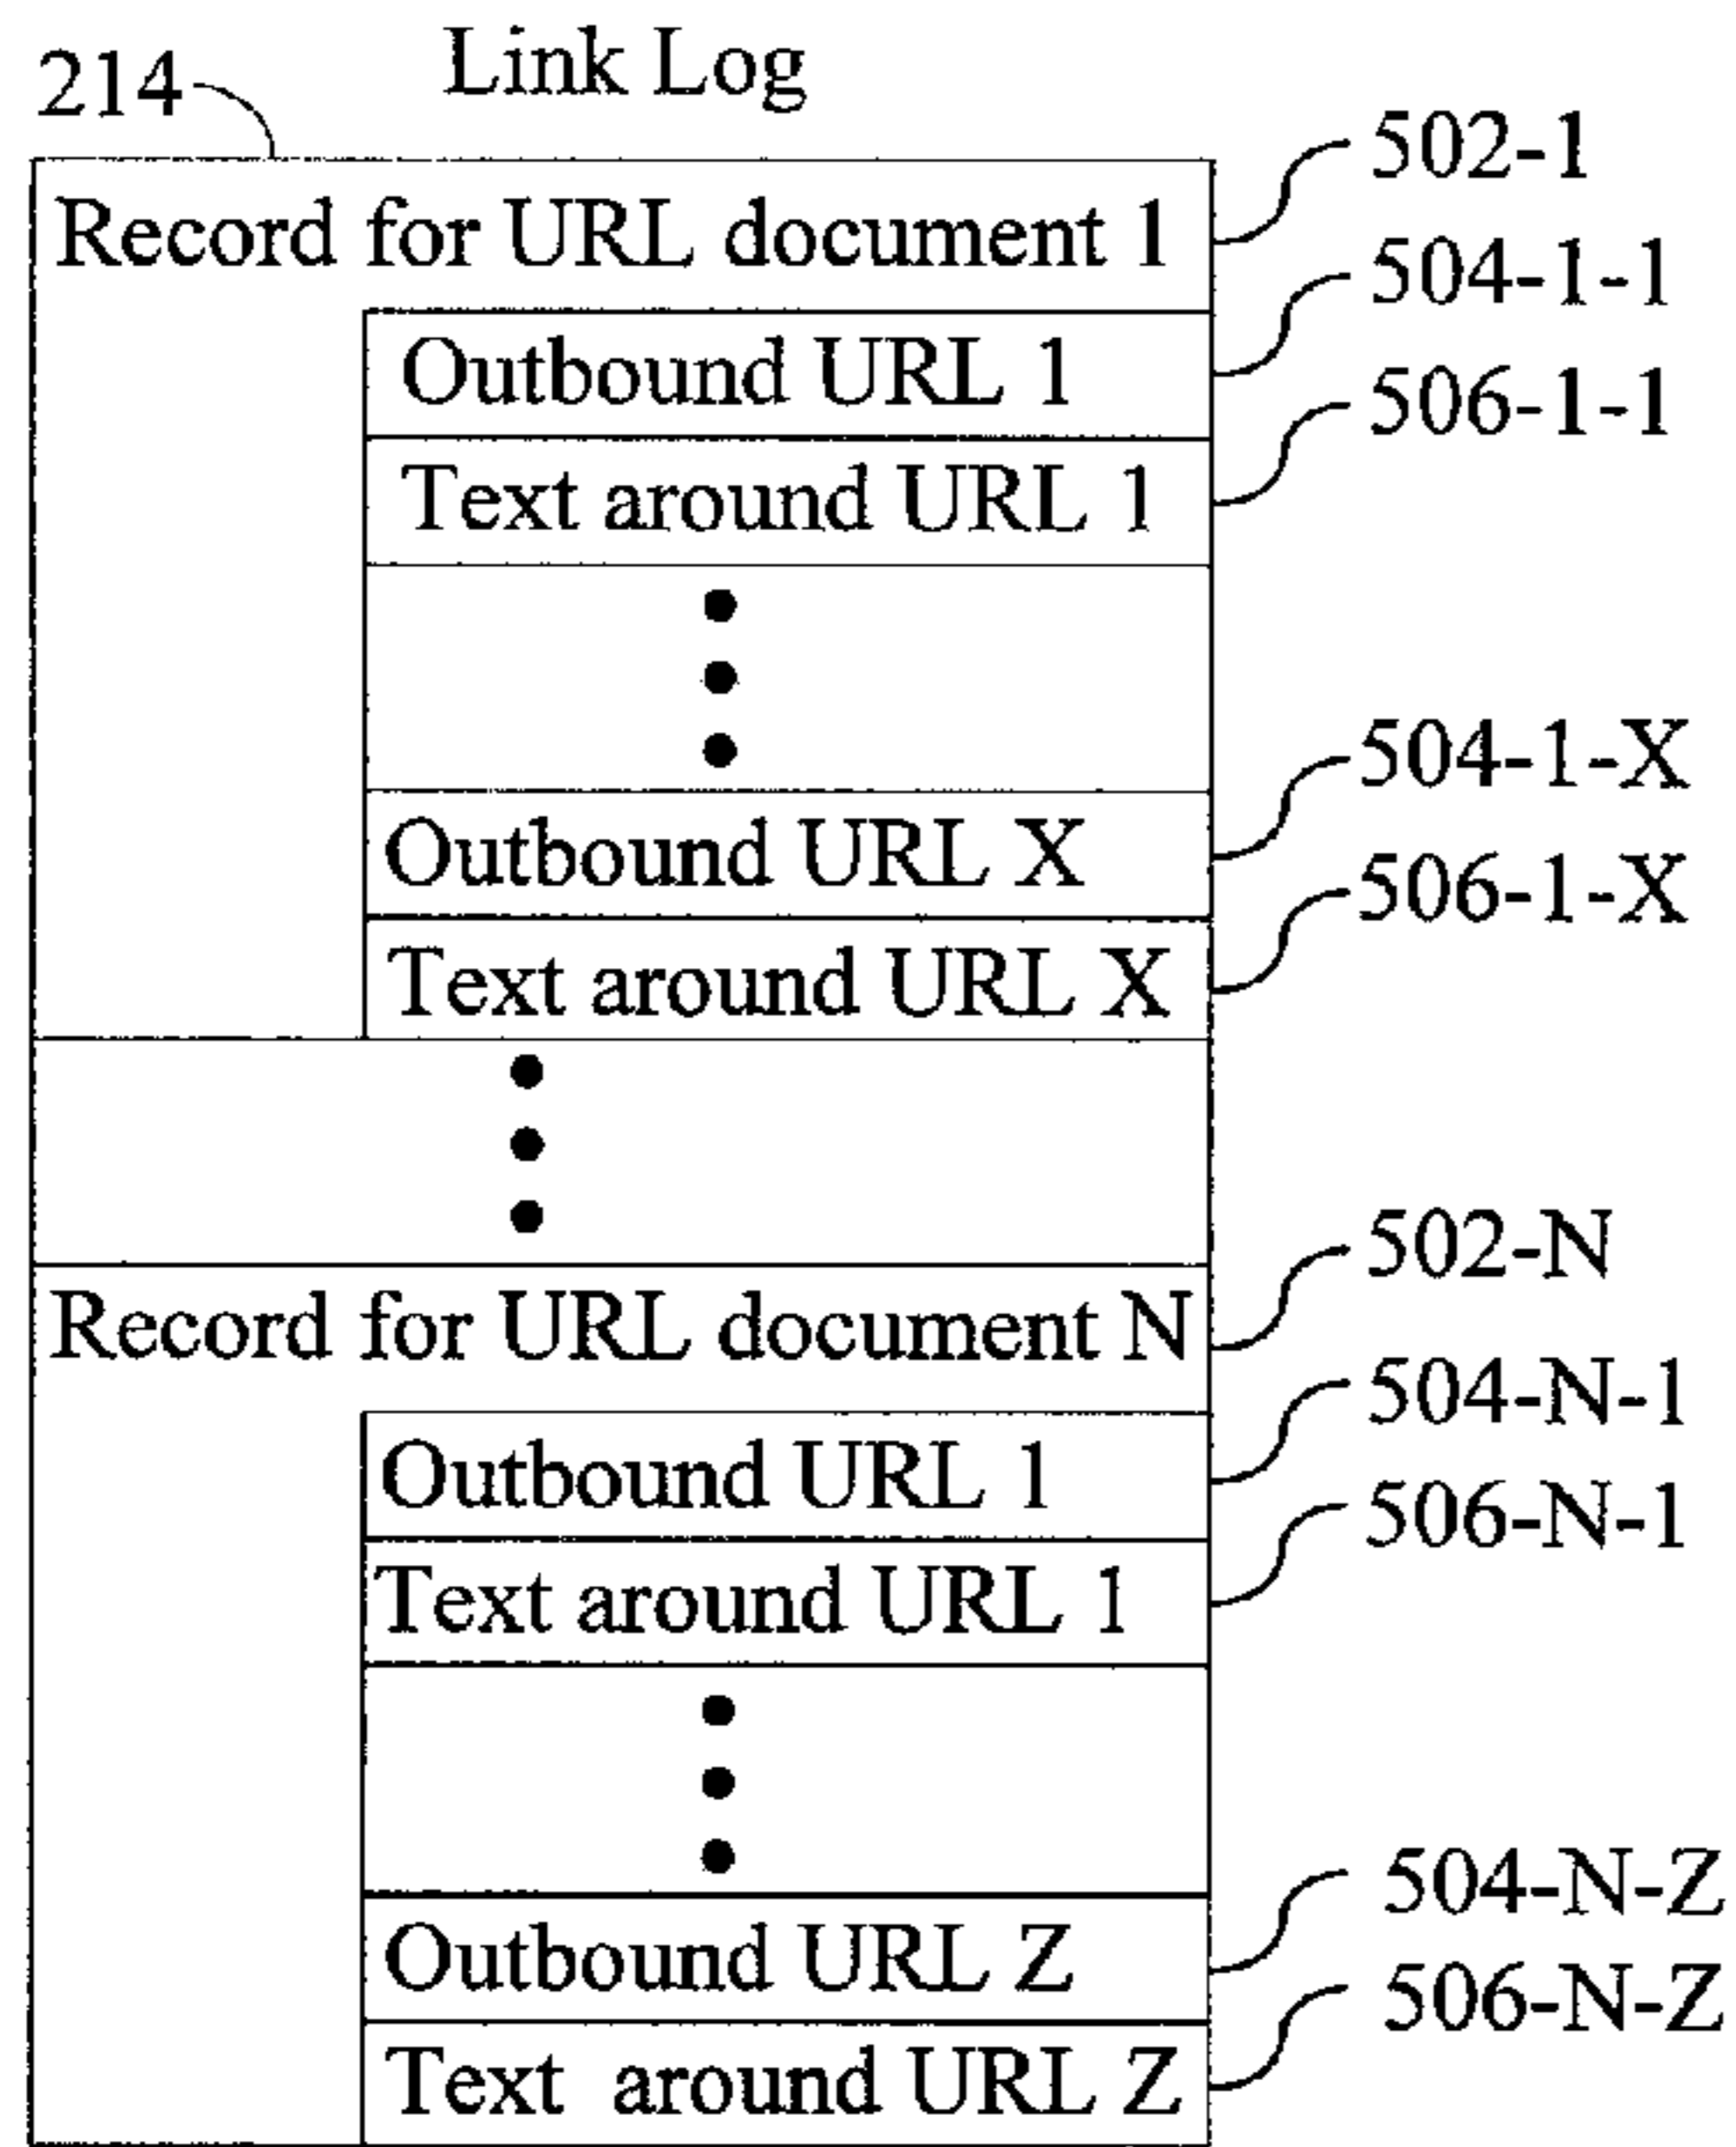 Link Log
214
Record for URL document 1
502-1
Outbound URL 1
504-1-1
Text around URL 1
506-1-1
Outbound URL X
504-1-X
Text around URL X
506-1-X
Record for URL document N
502-N
Outbound URL 1
504-N-1
Text around URL 1
506-N-1
Outbound URL Z
504-N-Z
Text around URL Z
506-N-Z